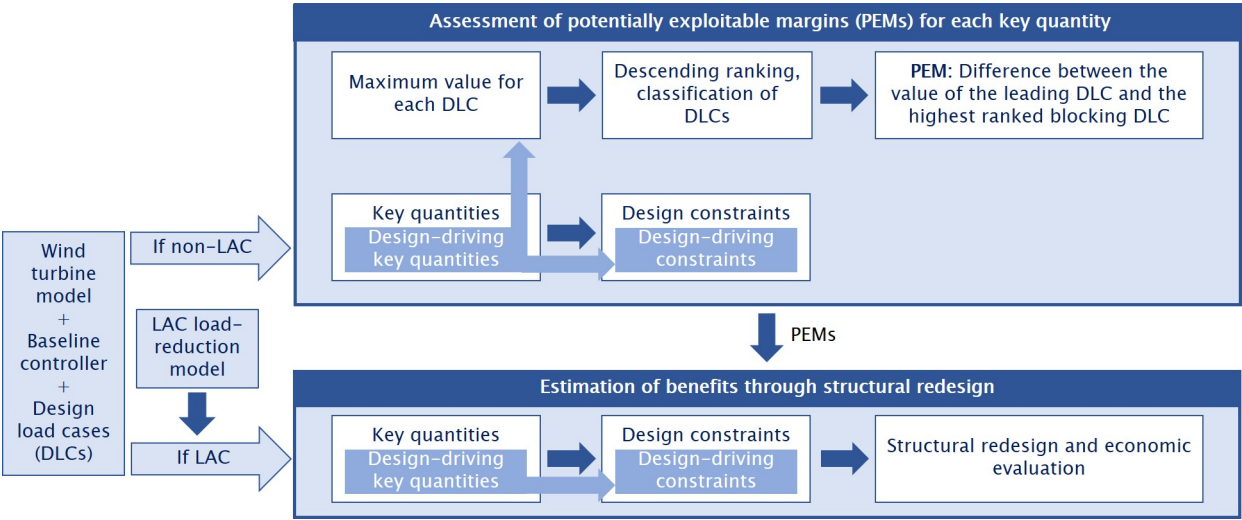 Assessment of potentially exploitable margins (PEMs) for each key quantity
Maximum value for
each DLC
Descending ranking,
classification of
DLCs
PEM: Difference between the
value of the leading DLC and the
highest ranked blocking DLC
Key quantities
Design-driving
key quantities
Design constraints
Design-driving
constraints
Wind
turbine
model
+
Baseline
controller
+
Design
load cases
(DLCs)
If non-LAC
LAC load-
reduction
model
If LAC
PEMs
Estimation of benefits through structural redesign
Key quantities
Design-driving
key quantities
Design constraints
Design-driving
constraints
Structural redesign and economic
evaluation